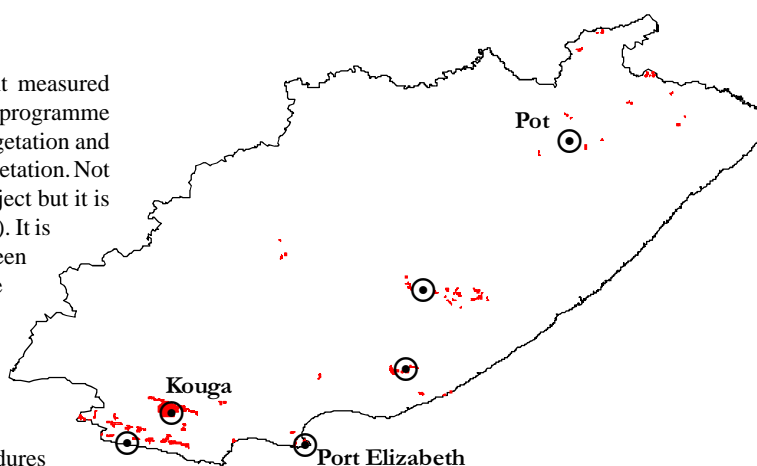 t measured
programme
getation and
etation. Not
ject but it is
). It is
een
e
dures
Pot
Kouga
Port Elizabeth